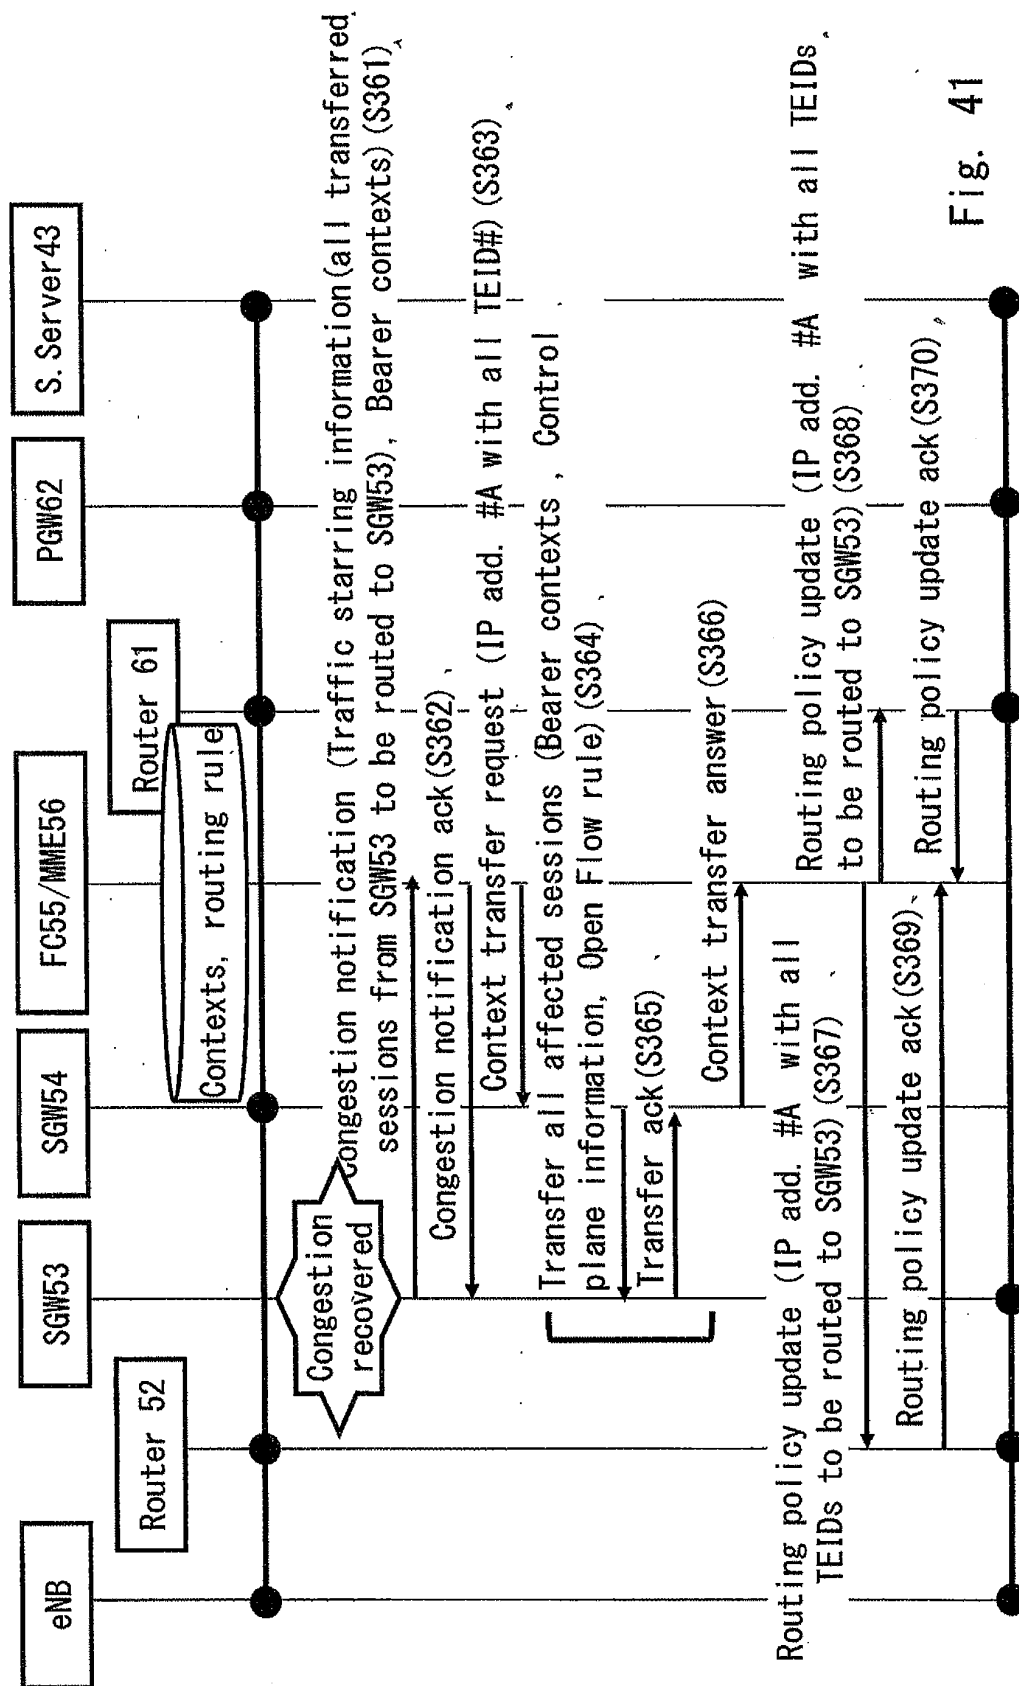 eNB
Router 52
SGW53
SGW54
FC55/MME56
Router 61
PGW62
S. Server43
Contexts, routing rule
Congestion
recovered
Congestion notification (Traffic starring information(all transferred
sessions from SGW53 to be routed to SGW53), Bearer contexts) (S361)
Congestion notification ack(S362)
Context transfer request (IP add. #A with all TEID#) (S363)
Transfer all affected sessions (Bearer contexts , Control
plane information, Open Flow rule) (S364)
Transfer ack(S365)
Context transfer answer(S366)
Routing policy update (IP add. #A with all
TEIDs to be routed to SGW53) (S367)
Routing policy update (IP add. #A with all TEIDs
to be routed to SGW53) (S368)
Routing policy update ack(S369)
Routing policy update ack(S370)
Fig. 41